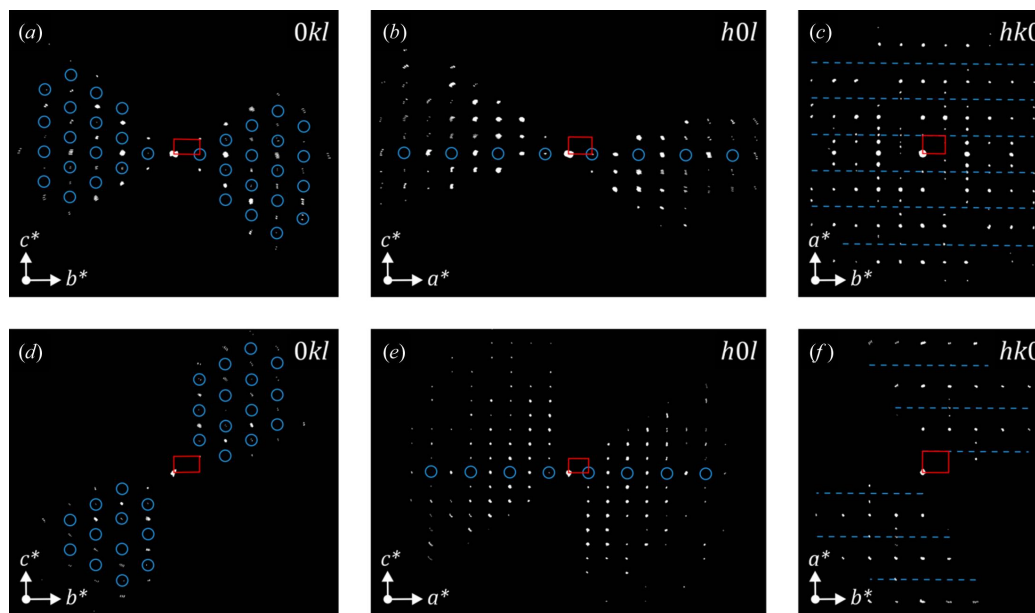 (a) 0kl
c*
b*
(b) h0l
c*
a*
(c) hk0
a*
b*
(d) 0kl
c*
b*
(e) h0l
c*
a*
(f) hk0
a*
b*